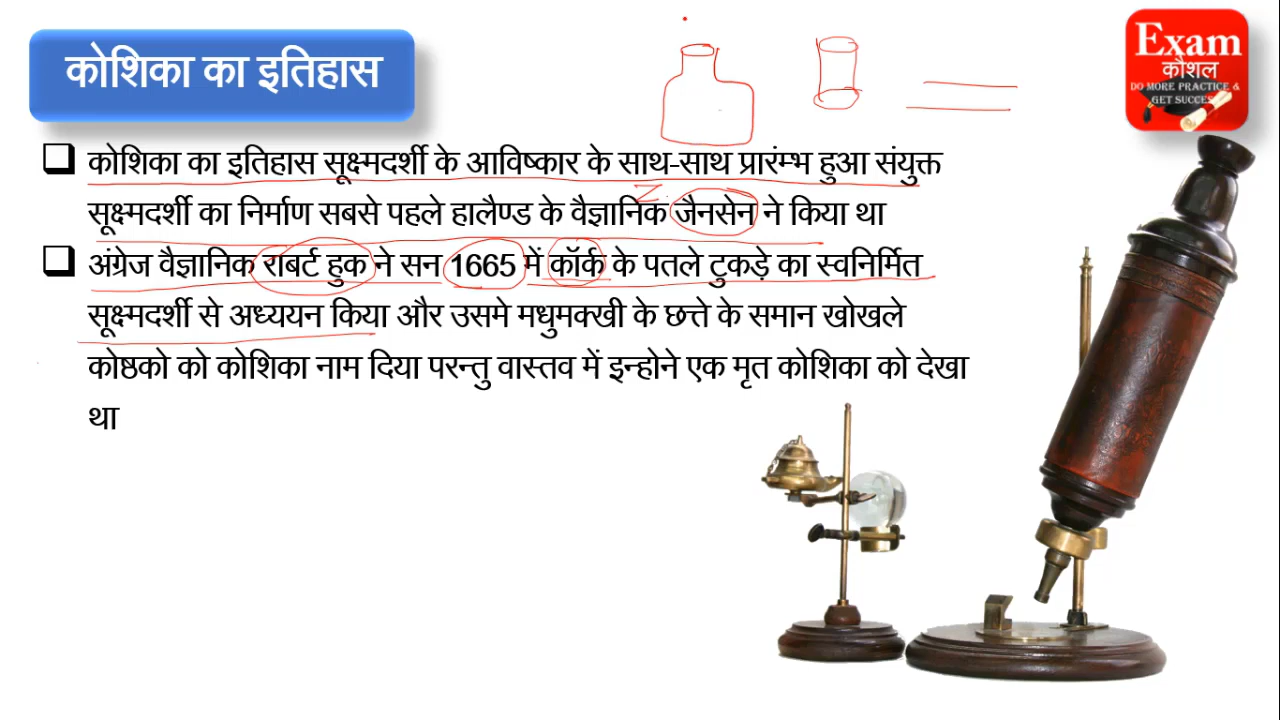 कोशिका का इतिहास
Exam
कौशल
DO MORE PRACTICE &
GET SUCCESS
कोशिका का इतिहास सूक्ष्मदर्शी के आविष्कार के साथ-साथ प्रारंम्भ हुआ संयुक्त
सूक्ष्मदर्शी का निर्माण सबसे पहले हालैण्ड के वैज्ञानिक जैनसेन ने किया था
अंग्रेज वैज्ञानिक राबर्ट हुक ने सन 1665 में कॉर्क के पतले टुकड़े का स्वनिर्मित
सूक्ष्मदर्शी से अध्ययन किया और उसमे मधुमक्खी के छत्ते के समान खोखले
कोष्ठको को कोशिका नाम दिया परन्तु वास्तव में इन्होने एक मृत कोशिका को देखा
था